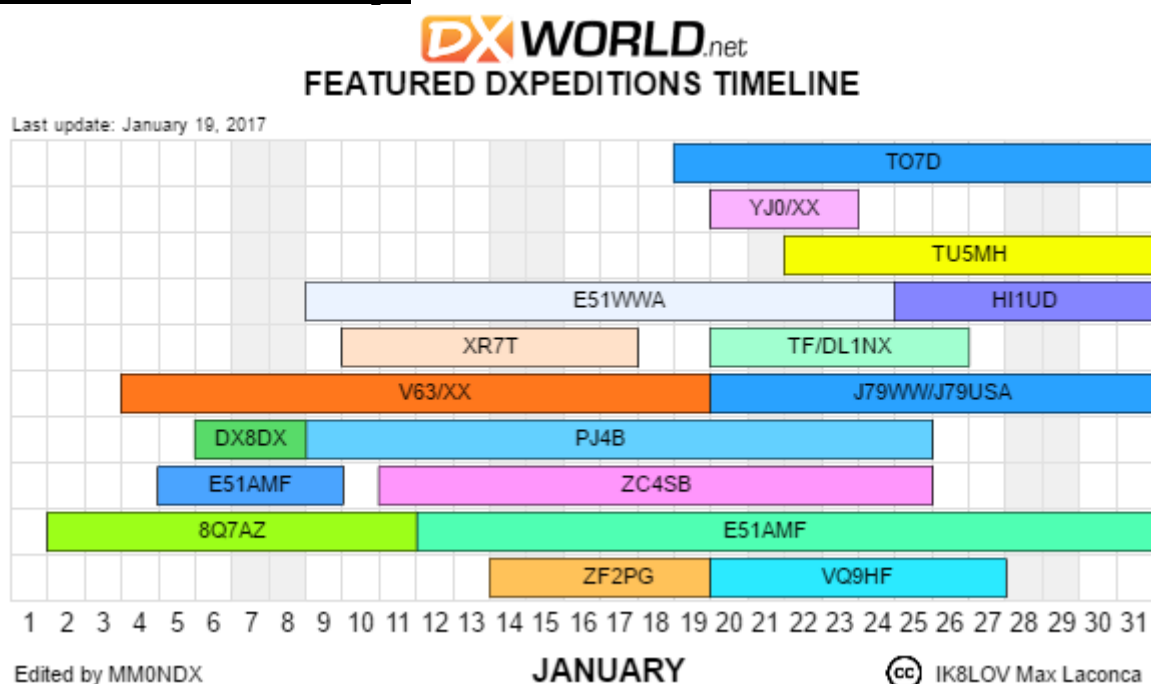 DX WORLD.net
FEATURED DXPEDITIONS TIMELINE
Last update: January 19, 2017
TO7D
YJ0/XX
TU5MH
E51WWA HI1UD
XR7T TF/DL1NX
V63/XX J79WW/J79USA
DX8DX PJ4B
E51AMF ZC4SB
8Q7AZ E51AMF
ZF2PG VQ9HF
1 2 3 4 5 6 7 8 9 10 11 12 13 14 15 16 17 18 19 20 21 22 23 24 25 26 27 28 29 30 31
Edited by MM0NDX JANUARY (cc) IK8LOV Max Laconca